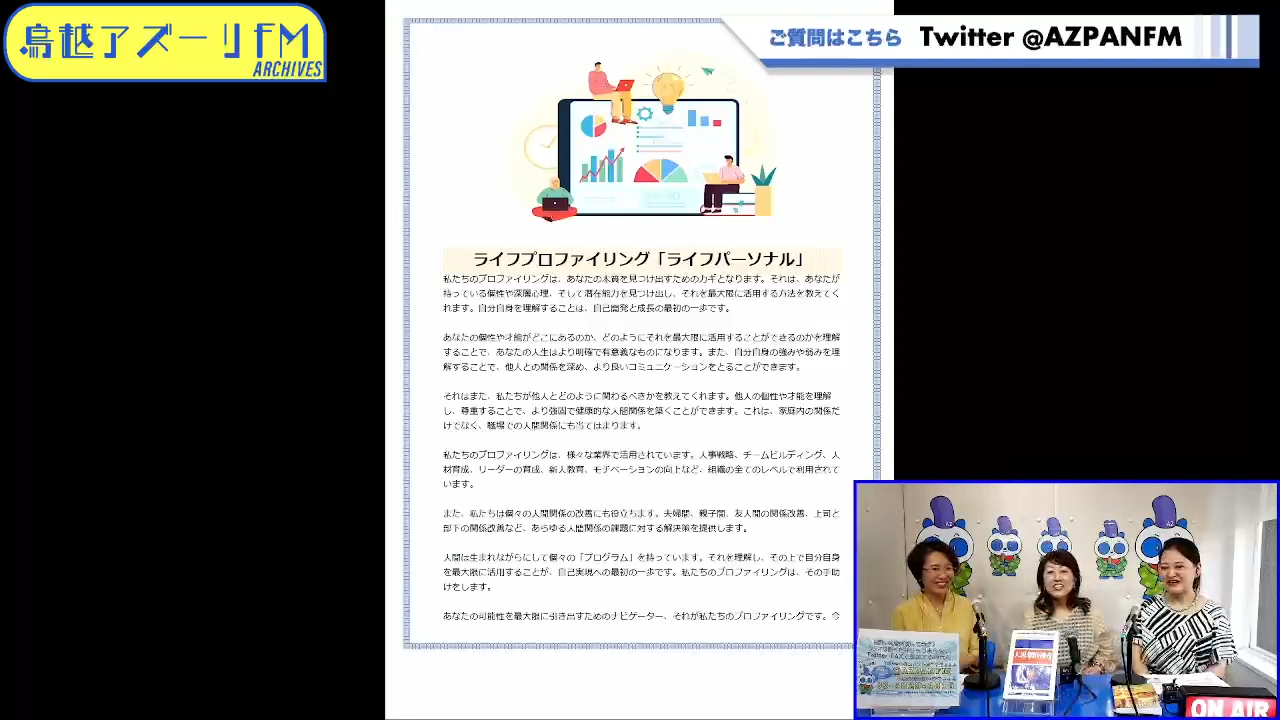 鳥越アズーリFM
ARCHIVES
ご質問はこちら Twitter @AZPANFM
ライフプロファイリング「ライフパーソナル」
私たちのプロファイリングは、あなたの本質を見つけ出すためのカギとなります。それは、あなたが
持っている個性や深層心理、そして潜在能力を見つけ出し、それを最大限に活用する方法を教えてく
れます。自分自身を理解することは、自己開発と成長の最初の一歩です。
あなたの個性や才能がどこにあるのか、どのようにそれを最大限に活用することができるのかを理解
することで、あなたの人生はより明確で有意義なものになります。また、自分自身の強みや弱みを理
解することで、他人との関係を深め、より良いコミュニケーションをとることができます。
それはまた、私たちが他人とどのように関わるべきかを教えてくれます。他人の個性や才能を理解
し、尊重することで、より強固で健康的な人間関係を築くことができます。これは、家庭内の関係だ
けでなく、職場での人間関係にも当てはまります。
私たちのプロファイリングは、様々な業界で活用されています。人事戦略、チームビルディング、人
材育成、リーダーの育成、新人教育、モチベーションの向上など、組織の全てのレベルで利用されて
います。
また、私たちは個々の人間関係の改善にも役立ちます。夫婦間、親子間、友人間の関係改善、上司と
部下の関係改善など、あらゆる人間関係の課題に対する解決策を提供します。
人間は生まれながらにして個々の「プログラム」を持っています。それを理解し、その上で自分自身
を最大限に活用することが、自己実現への最初の一歩です。私たちのプロファイリングは、その手助
けをします。
あなたの可能性を最大限に引き出すためのナビゲーター、それが私たちのプロファイリングです。
ON AIR